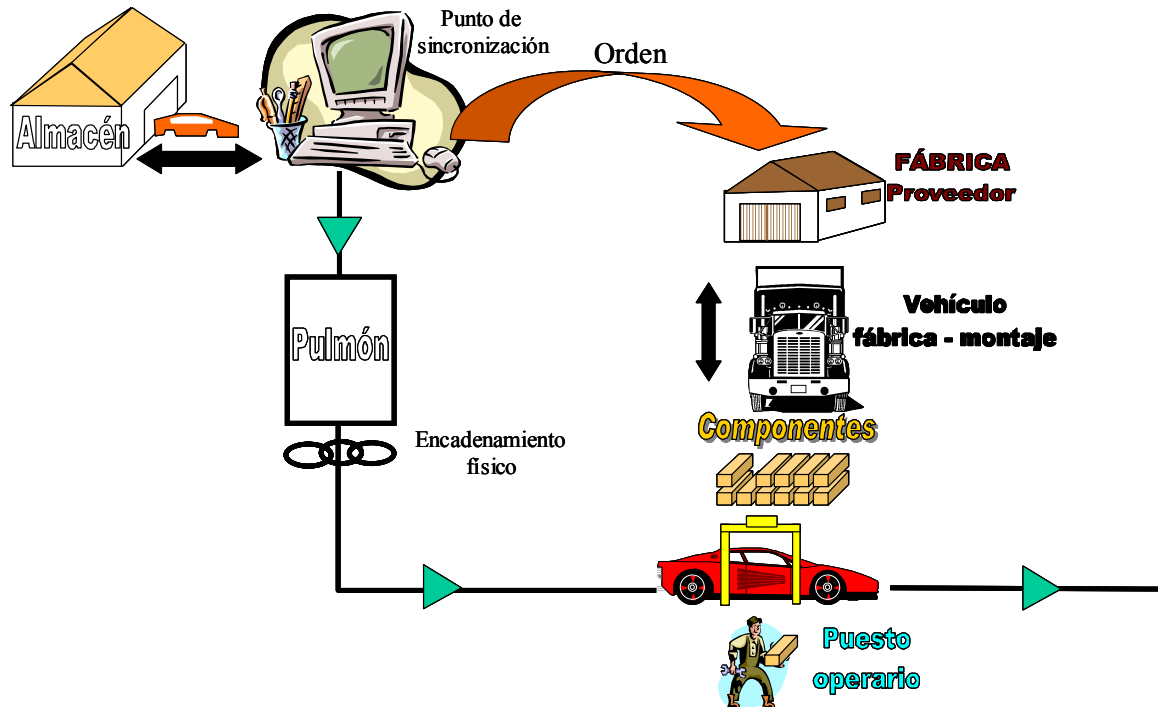 Punto de
sincronización
Orden
Almacén
FÁBRICA
Proveedor
Pulmón
Vehículo
fábrica - montaje
Componentes
Encadenamiento
físico
Puesto
operario